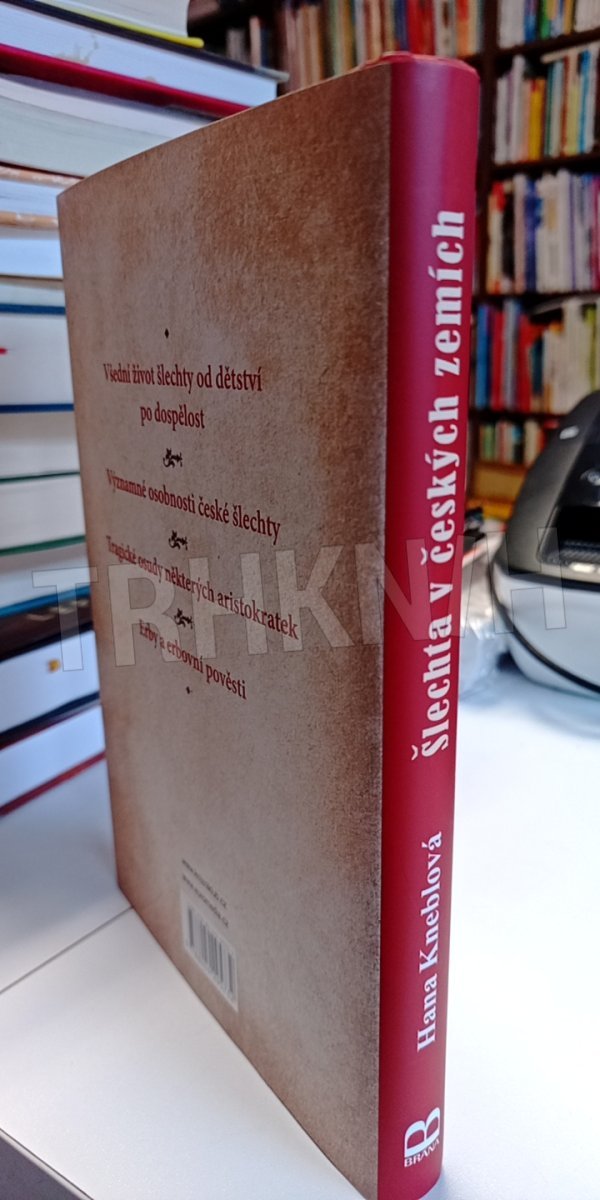 Všední život šlechty od dětství
po dospělost
Významné osobnosti české šlechty
Tragické osudy některých aristokratek
Erby a erbovní pověsti
šlechta v českých zemích
Hana Kneblová
B
BRÁNA
TRHKNIH